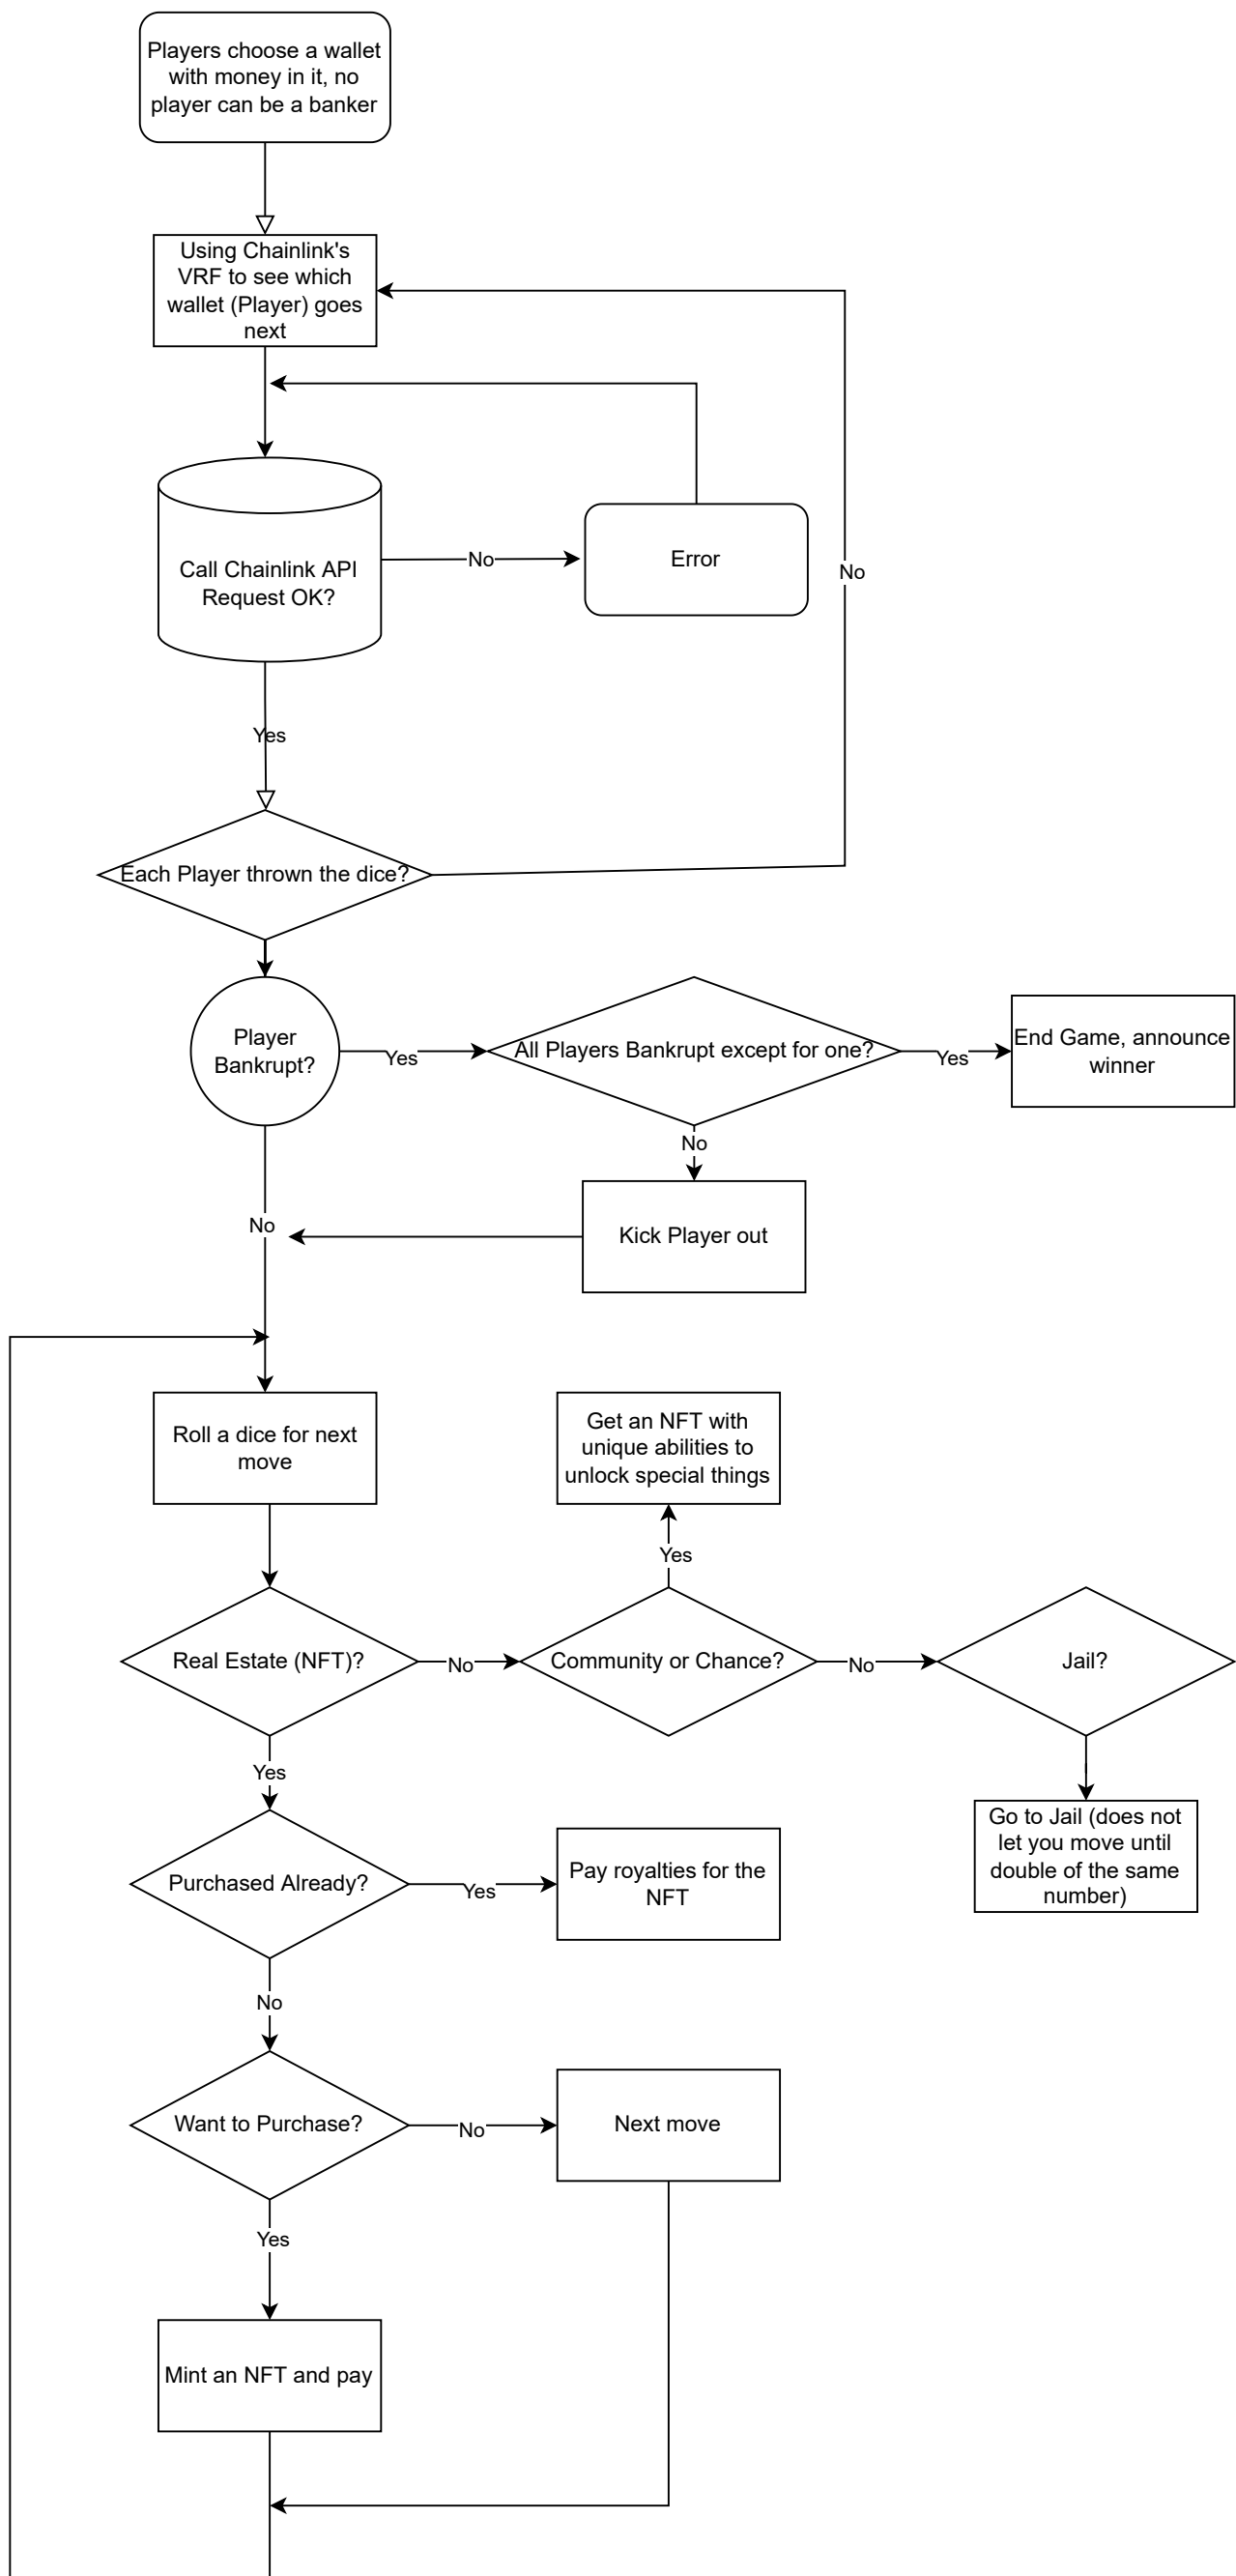 Players choose a wallet
with money in it, no
player can be a banker
Using Chainlink's
VRF to see which
wallet (Player) goes
next
Call Chainlink API
Request OK?
No
Error
No
Yes
Each Player thrown the dice?
Player
Bankrupt?
Yes
All Players Bankrupt except for one?
Yes
End Game, announce
winner
No
No
Kick Player out
Roll a dice for next
move
Get an NFT with
unique abilities to
unlock special things
Yes
Real Estate (NFT)?
No
Community or Chance?
No
Jail?
Yes
Go to Jail (does not
let you move until
double of the same
number)
Purchased Already?
Yes
Pay royalties for the
NFT
No
Want to Purchase?
No
Next move
Yes
Mint an NFT and pay